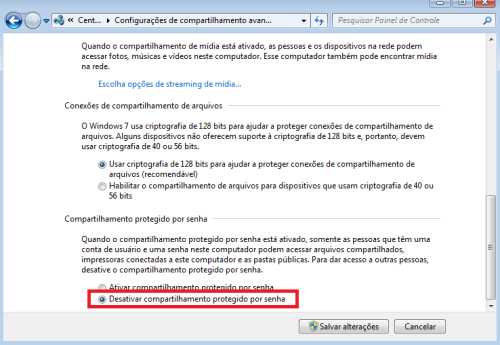 Cent...
Configurações de compartilhamento avan...
Pesquisar Painel de Controle
Quando o compartilhamento de mídia está ativado, as pessoas e os dispositivos na rede podem
acessar fotos, músicas e vídeos neste computador. Esse computador também pode encontrar mídia
na rede.
Escolha opções de streaming de mídia...
Conexões de compartilhamento de arquivos
O Windows 7 usa criptografia de 128 bits para ajudar a proteger conexões de compartilhamento de
arquivos. Alguns dispositivos não oferecem suporte à criptografia de 128 bits e, portanto, devem
usar criptografia de 40 ou 56 bits.
Usar criptografia de 128 bits para ajudar a proteger conexões de compartilhamento de
arquivos (recomendável)
Habilitar o compartilhamento de arquivos para dispositivos que usam criptografia de 40 ou
56 bits
Compartilhamento protegido por senha
Quando o compartilhamento protegido por senha está ativado, somente as pessoas que têm uma
conta de usuário e uma senha neste computador podem acessar arquivos compartilhados,
impressoras conectadas a este computador e as pastas públicas. Para dar acesso a outras pessoas,
desative o compartilhamento protegido por senha.
Ativar compartilhamento protegido por senha
Desativar compartilhamento protegido por senha
Salvar alterações
Cancelar